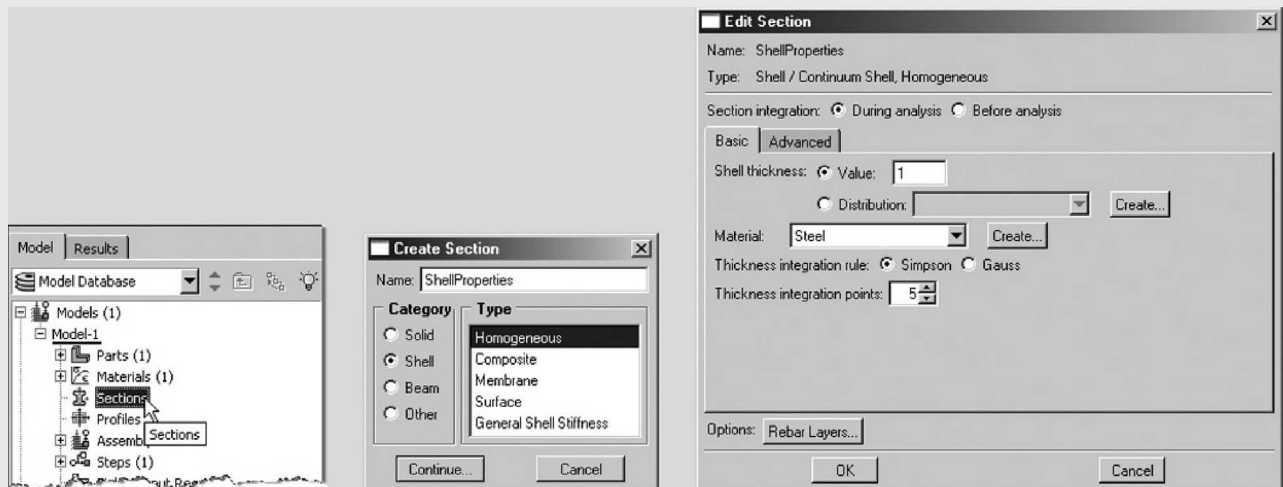 Model Results
Model Database
Models (1)
Model-1
Parts (1)
Materials (1)
Sections
Profiles
Sections
Assemb
Steps (1)
Create Section
Name: ShellProperties
Category
Solid
Shell
Beam
Other
Type
Homogeneous
Composite
Membrane
Surface
General Shell Stiffness
Continue... Cancel
Edit Section
Name: ShellProperties
Type: Shell / Continuum Shell, Homogeneous
Section integration: During analysis Before analysis
Basic Advanced
Shell thickness: Value: 1
Distribution: Create...
Material: Steel Create...
Thickness integration rule: Simpson Gauss
Thickness integration points: 5
Options: Rebar Layers...
OK Cancel